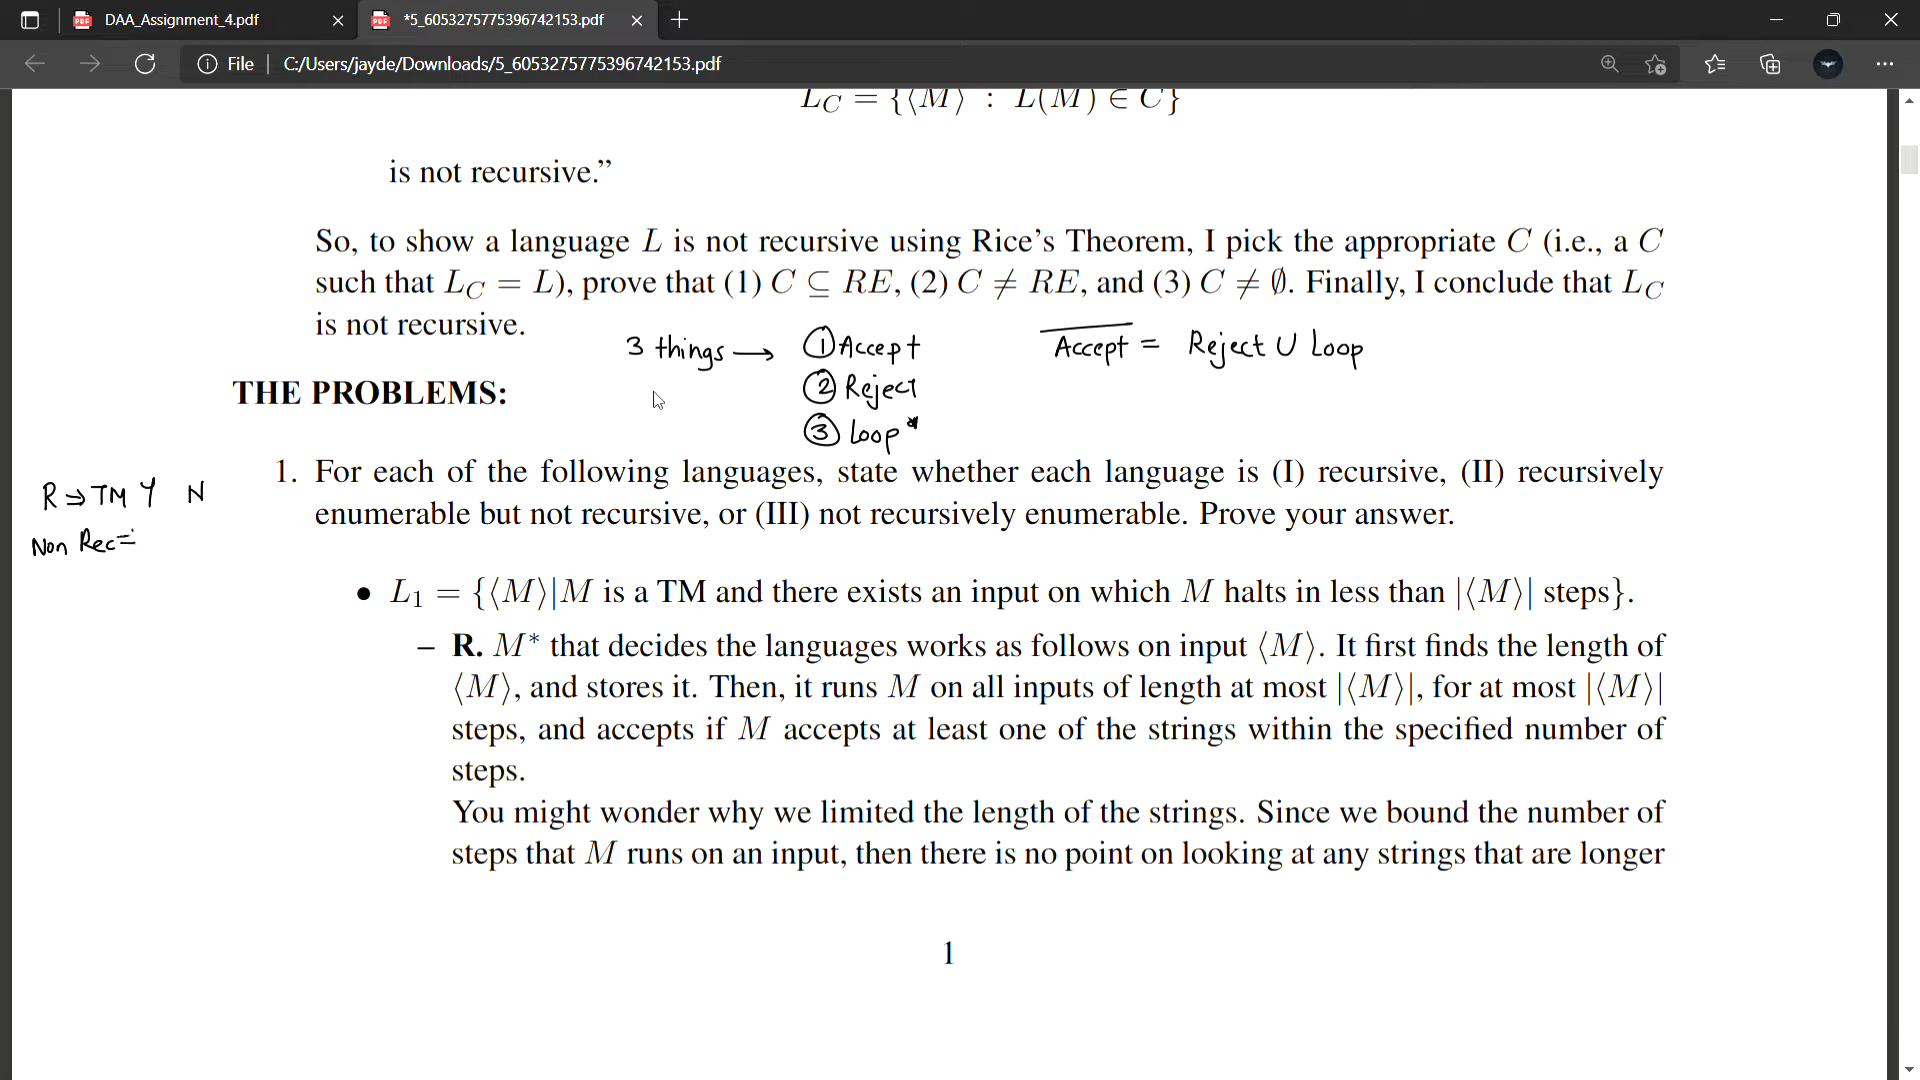 DAA_Assignment_4.pdf
*5_6053275775396742153.pdf
File C:/Users/jayde/Downloads/5_6053275775396742153.pdf
L_C = {⟨M⟩ : L(M) ∈ C}
is not recursive.”
So, to show a language L is not recursive using Rice’s Theorem, I pick the appropriate C (i.e., a C
such that L_C = L), prove that (1) C ⊆ RE, (2) C ≠ RE, and (3) C ≠ ∅. Finally, I conclude that L_C
is not recursive.
3 things → ① Accept
② Reject
③ Loop*
Accept̅ = Reject ∪ Loop
THE PROBLEMS:
R → TM Y N
Non Rec =
1. For each of the following languages, state whether each language is (I) recursive, (II) recursively
enumerable but not recursive, or (III) not recursively enumerable. Prove your answer.
• L₁ = {⟨M⟩|M is a TM and there exists an input on which M halts in less than |⟨M⟩| steps}.
– R. M* that decides the languages works as follows on input ⟨M⟩. It first finds the length of
⟨M⟩, and stores it. Then, it runs M on all inputs of length at most |⟨M⟩|, for at most |⟨M⟩|
steps, and accepts if M accepts at least one of the strings within the specified number of
steps.
You might wonder why we limited the length of the strings. Since we bound the number of
steps that M runs on an input, then there is no point on looking at any strings that are longer
1